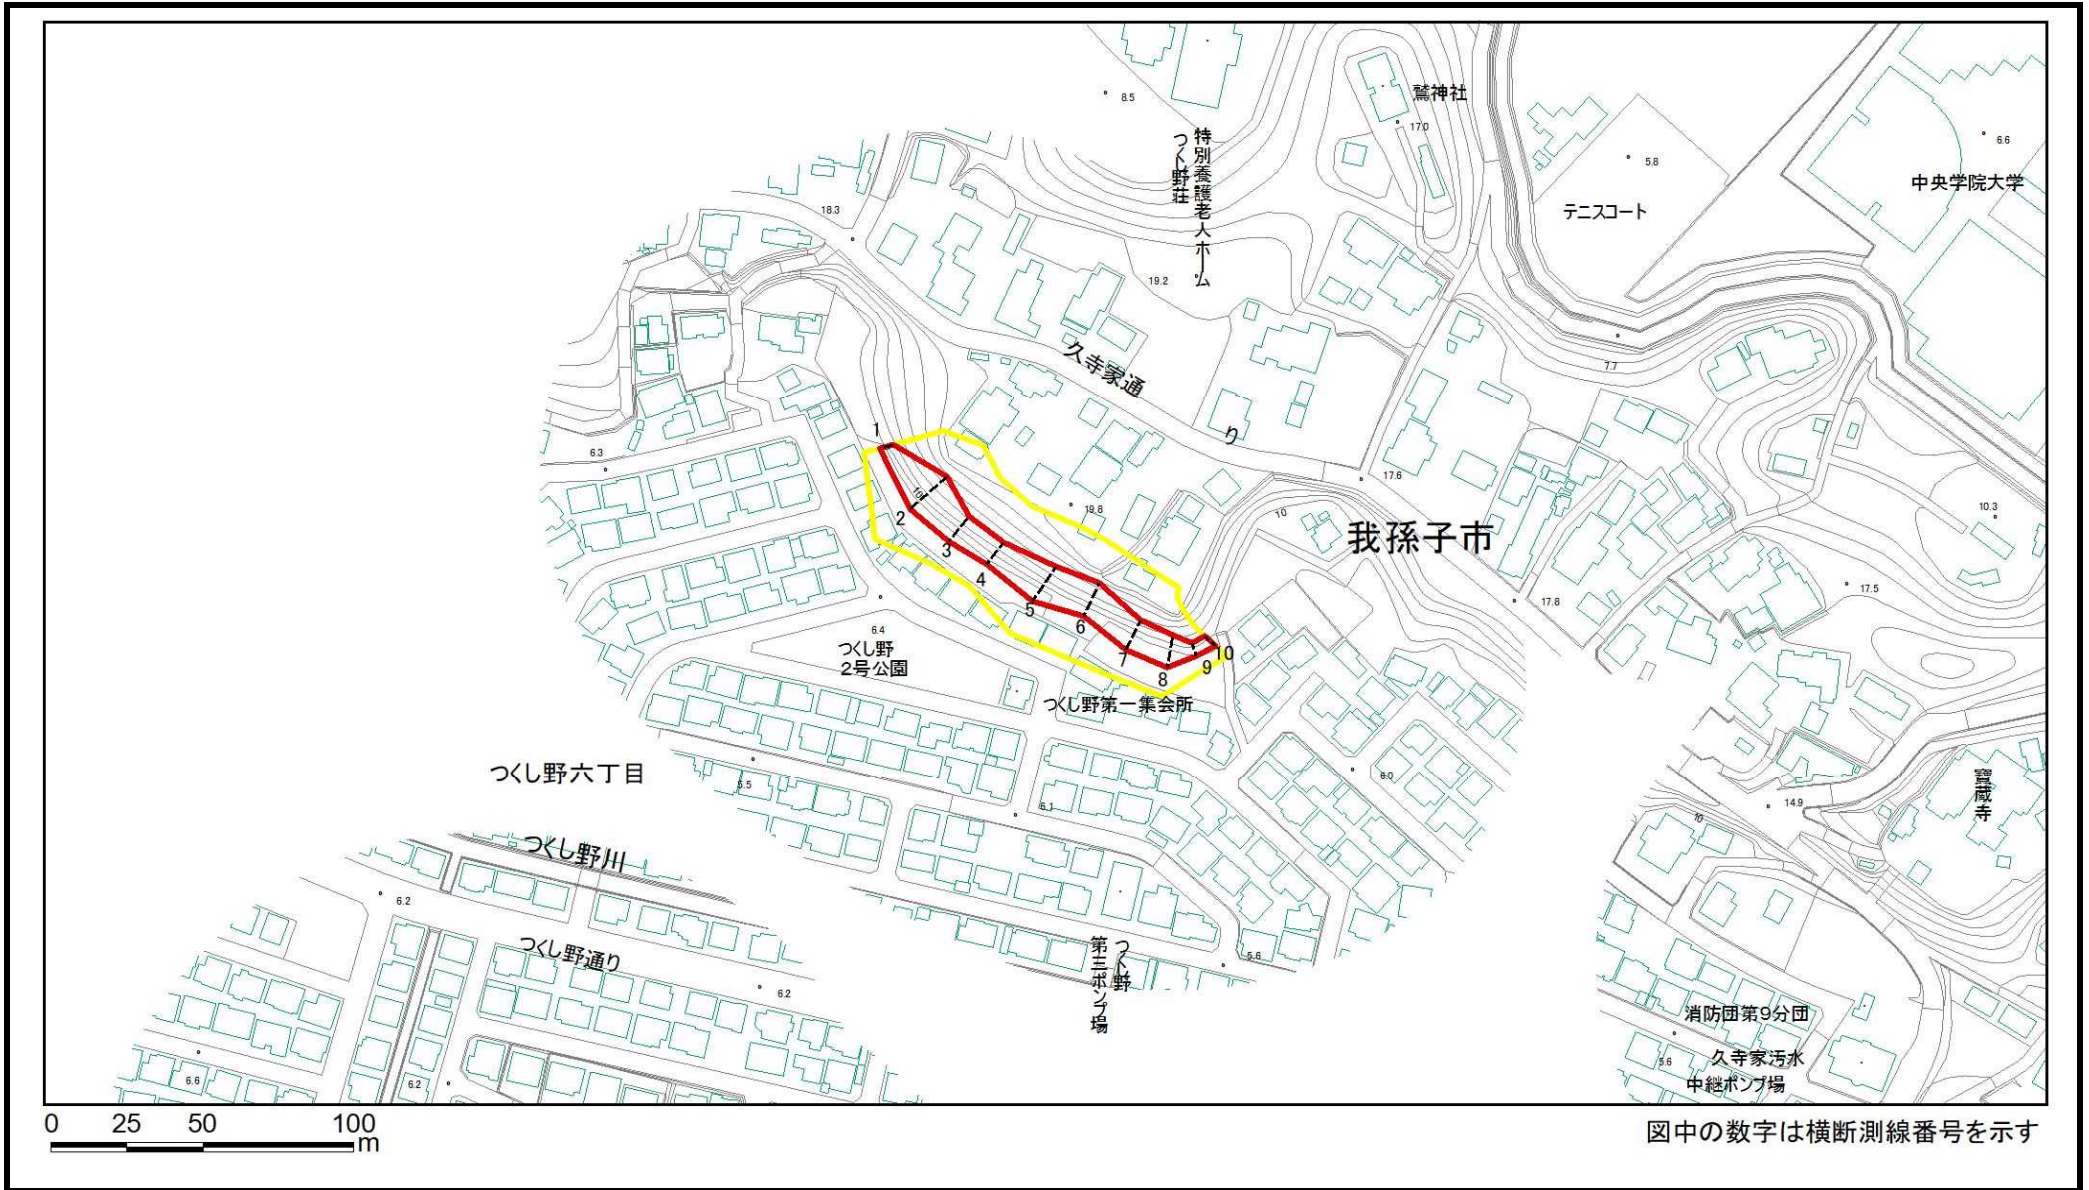 8.5
鷲神社
17.0
6.6
5.8
特別養護老人ホーム
つくし野荘
中央学院大学
テニスコート
18.3
19.2
久寺家通り
7.7
1
6.3
17.6
10
2
19.8
10
我孫子市
10.3
3
4
17.5
5
17.8
6
6.4
つくし野
2号公園
7
8
9
10
つくし野第一集会所
つくし野六丁目
5.5
6.0
6.1
14.9
10
寶蔵寺
つくし野川
6.2
つくし野通り
つくし野
第三ポンプ場
5.6
6.2
消防団第9分団
5.6
久寺家汚水
中継ポンプ場
6.6
6.2
0 25 50 100
m
図中の数字は横断測線番号を示す